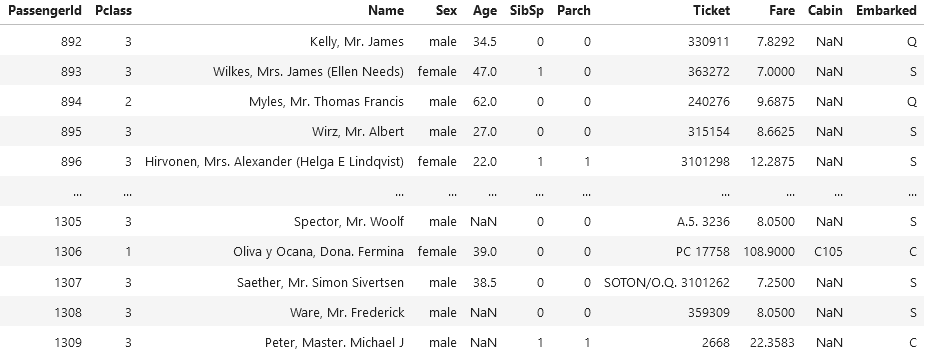 PassengerId Pclass Name Sex Age SibSp Parch Ticket Fare Cabin Embarked
892 3 Kelly, Mr. James male 34.5 0 0 330911 7.8292 NaN Q
893 3 Wilkes, Mrs. James (Ellen Needs) female 47.0 1 0 363272 7.0000 NaN S
894 2 Myles, Mr. Thomas Francis male 62.0 0 0 240276 9.6875 NaN Q
895 3 Wirz, Mr. Albert male 27.0 0 0 315154 8.6625 NaN S
896 3 Hirvonen, Mrs. Alexander (Helga E Lindqvist) female 22.0 1 1 3101298 12.2875 NaN S
... ... ... ... ... ... ... ... ... ... ...
1305 3 Spector, Mr. Woolf male NaN 0 0 A.5. 3236 8.0500 NaN S
1306 1 Oliva y Ocana, Dona. Fermina female 39.0 0 0 PC 17758 108.9000 C105 C
1307 3 Saether, Mr. Simon Sivertsen male 38.5 0 0 SOTON/O.Q. 3101262 7.2500 NaN S
1308 3 Ware, Mr. Frederick male NaN 0 0 359309 8.0500 NaN S
1309 3 Peter, Master. Michael J male NaN 1 1 2668 22.3583 NaN C